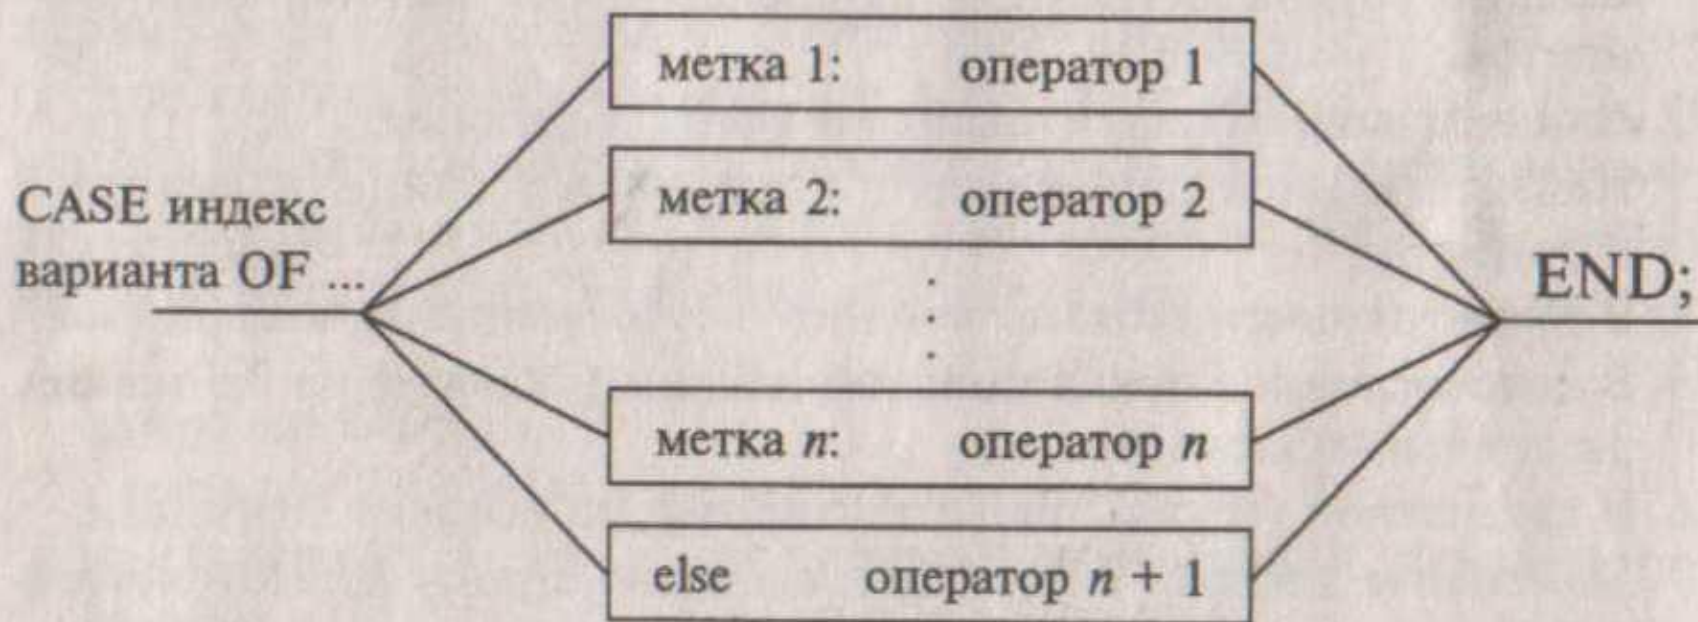 метка 1: оператор 1
метка 2: оператор 2
CASE индекс
варианта OF ...
END;
метка n: оператор n
else оператор n + 1